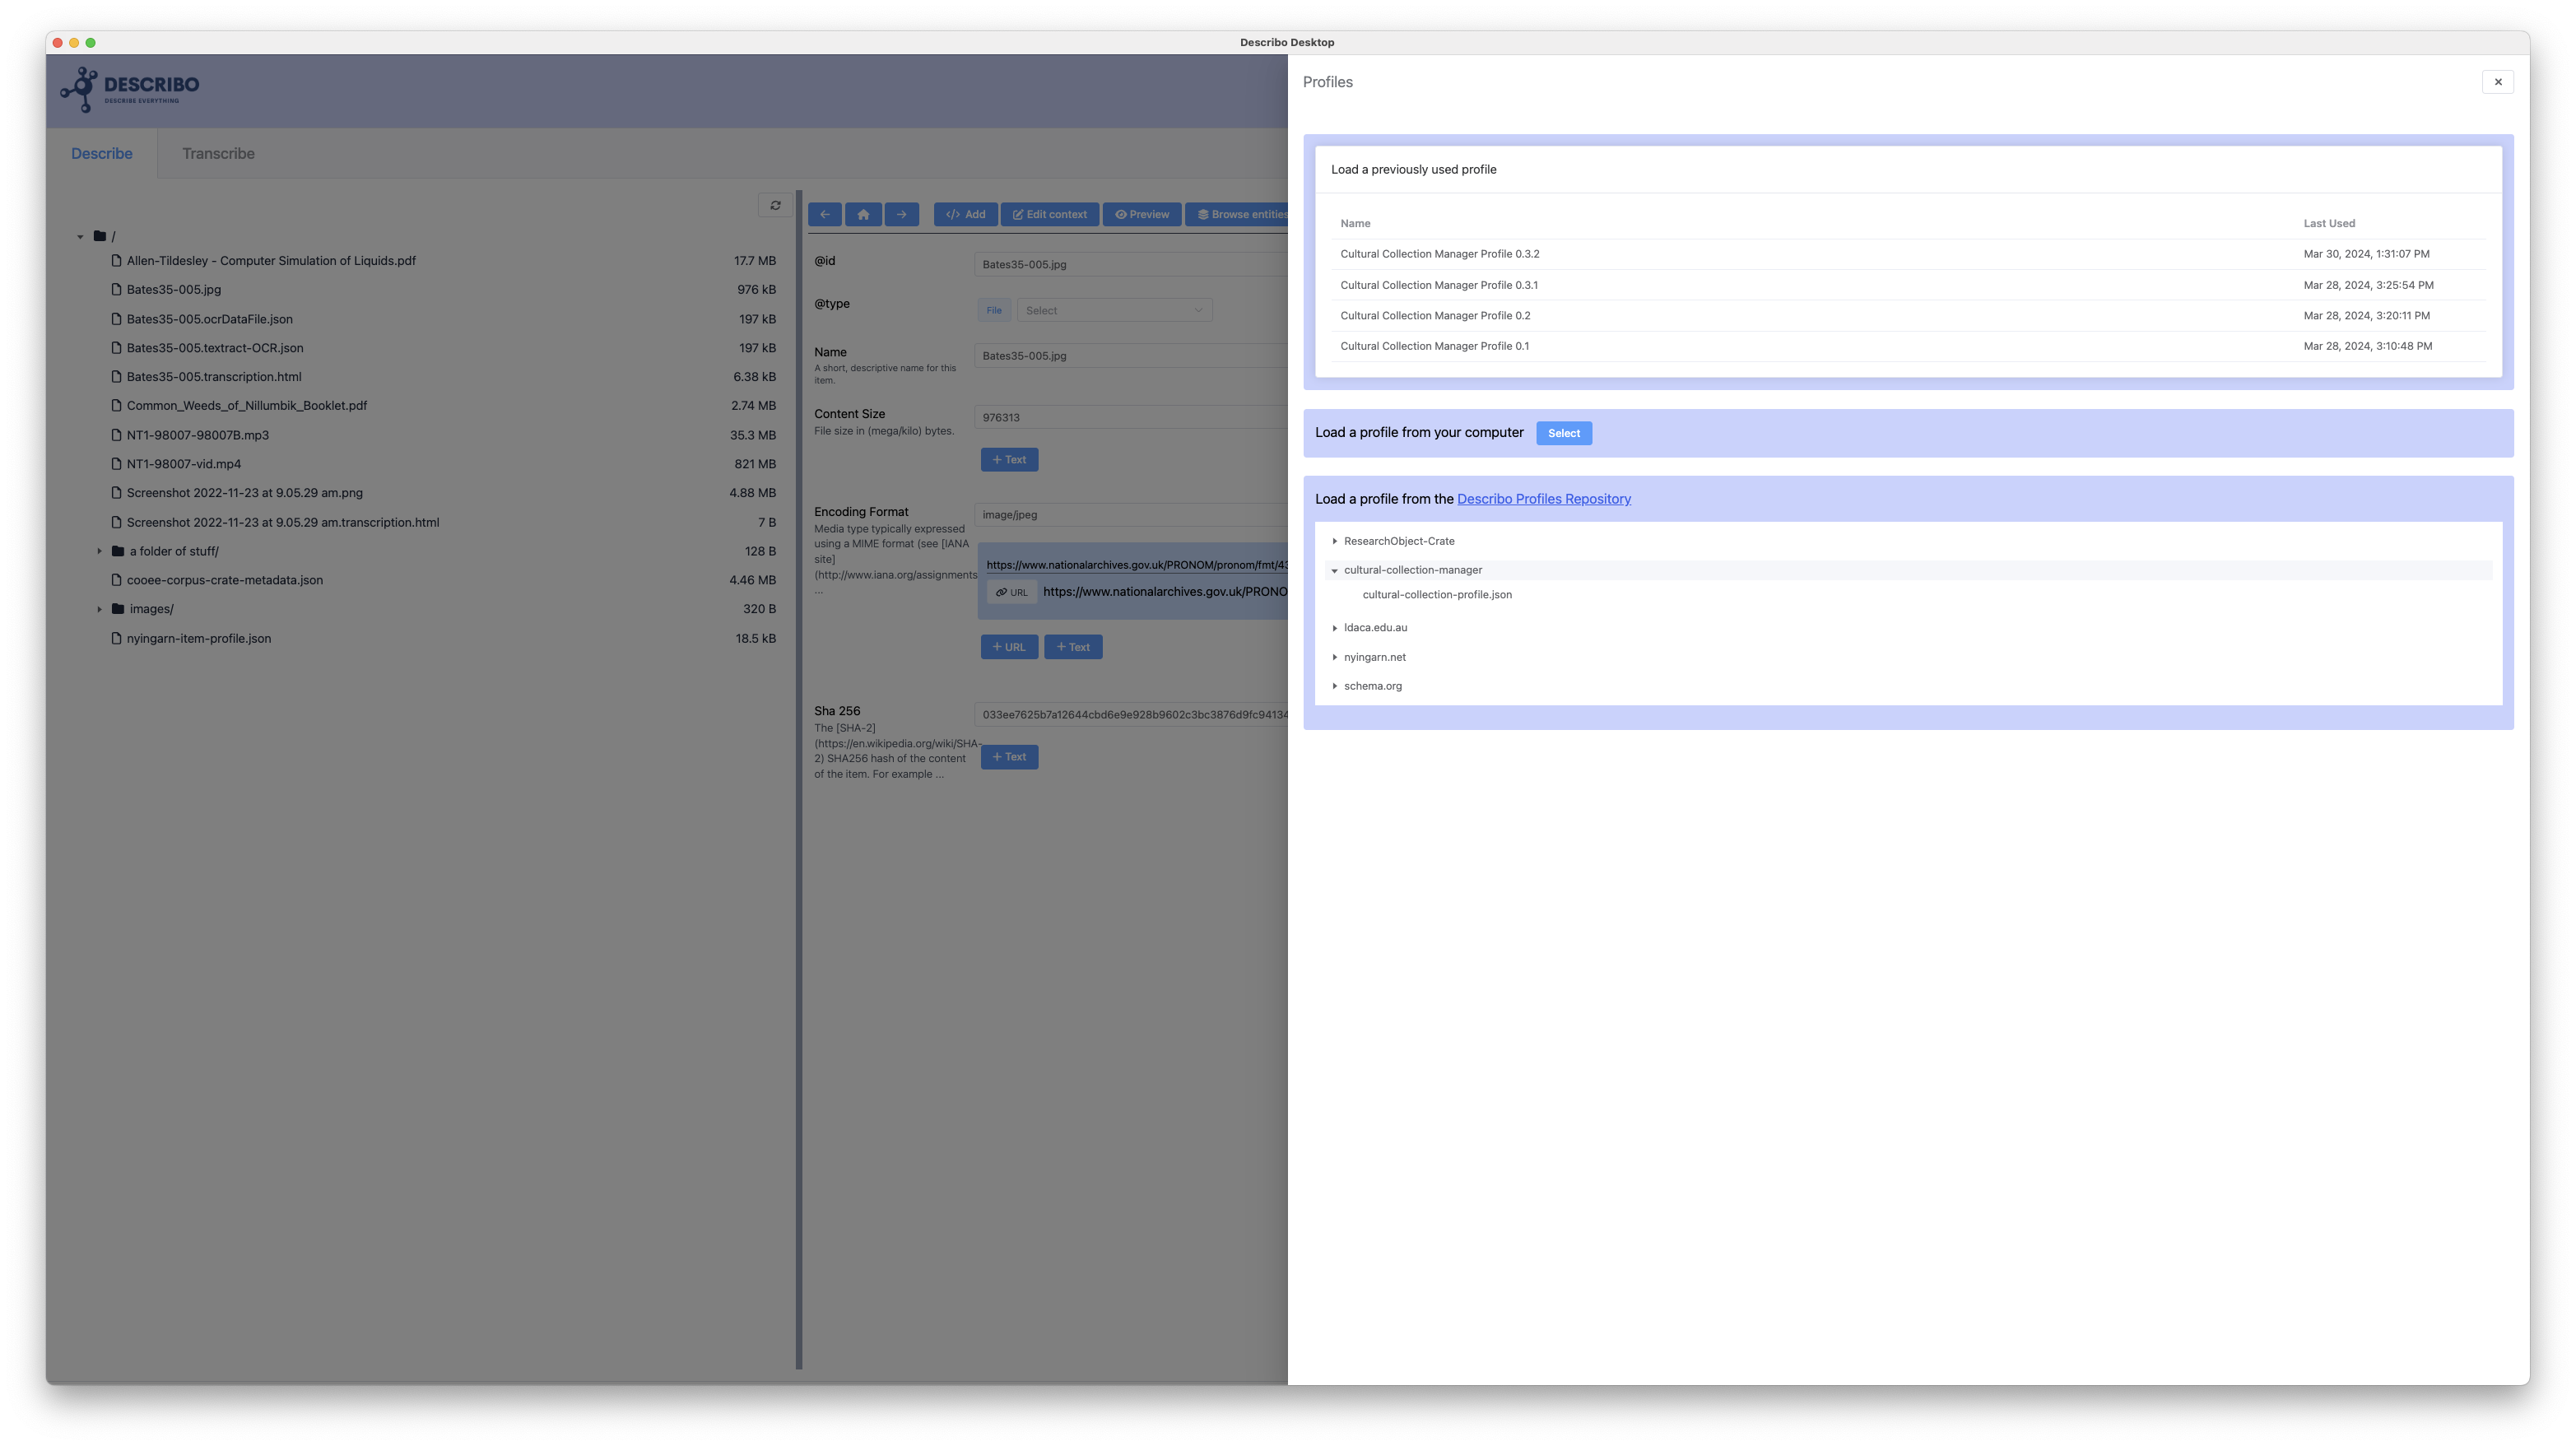 Describo Desktop
DESCRIBO
DESCRIBE EVERYTHING
Describe
Transcribe
/
Allen-Tildesley - Computer Simulation of Liquids.pdf 17.7 MB
Bates35-005.jpg 976 kB
Bates35-005.ocrDataFile.json 197 kB
Bates35-005.textract-OCR.json 197 kB
Bates35-005.transcription.html 6.38 kB
Common_Weeds_of_Nillumbik_Booklet.pdf 2.74 MB
NT1-98007-98007B.mp3 35.3 MB
NT1-98007-vid.mp4 821 MB
Screenshot 2022-11-23 at 9.05.29 am.png 4.88 MB
Screenshot 2022-11-23 at 9.05.29 am.transcription.html 7 B
a folder of stuff/ 128 B
cooee-corpus-crate-metadata.json 4.46 MB
images/ 320 B
nyingarn-item-profile.json 18.5 kB
</> Add Edit context Preview Browse entities
@id Bates35-005.jpg
@type File Select
Name Bates35-005.jpg
A short, descriptive name for this
item.
Content Size 976313
File size in (mega/kilo) bytes.
+ Text
Encoding Format image/jpeg
Media type typically expressed
using a MIME format (see [IANA
site]
(http://www.iana.org/assignments
...
https://www.nationalarchives.gov.uk/PRONOM/pronom/fmt/43
URL https://www.nationalarchives.gov.uk/PRONO
+ URL + Text
Sha 256 033ee7625b7a12644cbd6e9e928b9602c3bc3876d9fc94134
The [SHA-2]
(https://en.wikipedia.org/wiki/SHA-
2) SHA256 hash of the content
of the item. For example ...
+ Text
Profiles
Load a previously used profile
Name Last Used
Cultural Collection Manager Profile 0.3.2 Mar 30, 2024, 1:31:07 PM
Cultural Collection Manager Profile 0.3.1 Mar 28, 2024, 3:25:54 PM
Cultural Collection Manager Profile 0.2 Mar 28, 2024, 3:20:11 PM
Cultural Collection Manager Profile 0.1 Mar 28, 2024, 3:10:48 PM
Load a profile from your computer Select
Load a profile from the Describo Profiles Repository
ResearchObject-Crate
cultural-collection-manager
cultural-collection-profile.json
ldaca.edu.au
nyingarn.net
schema.org